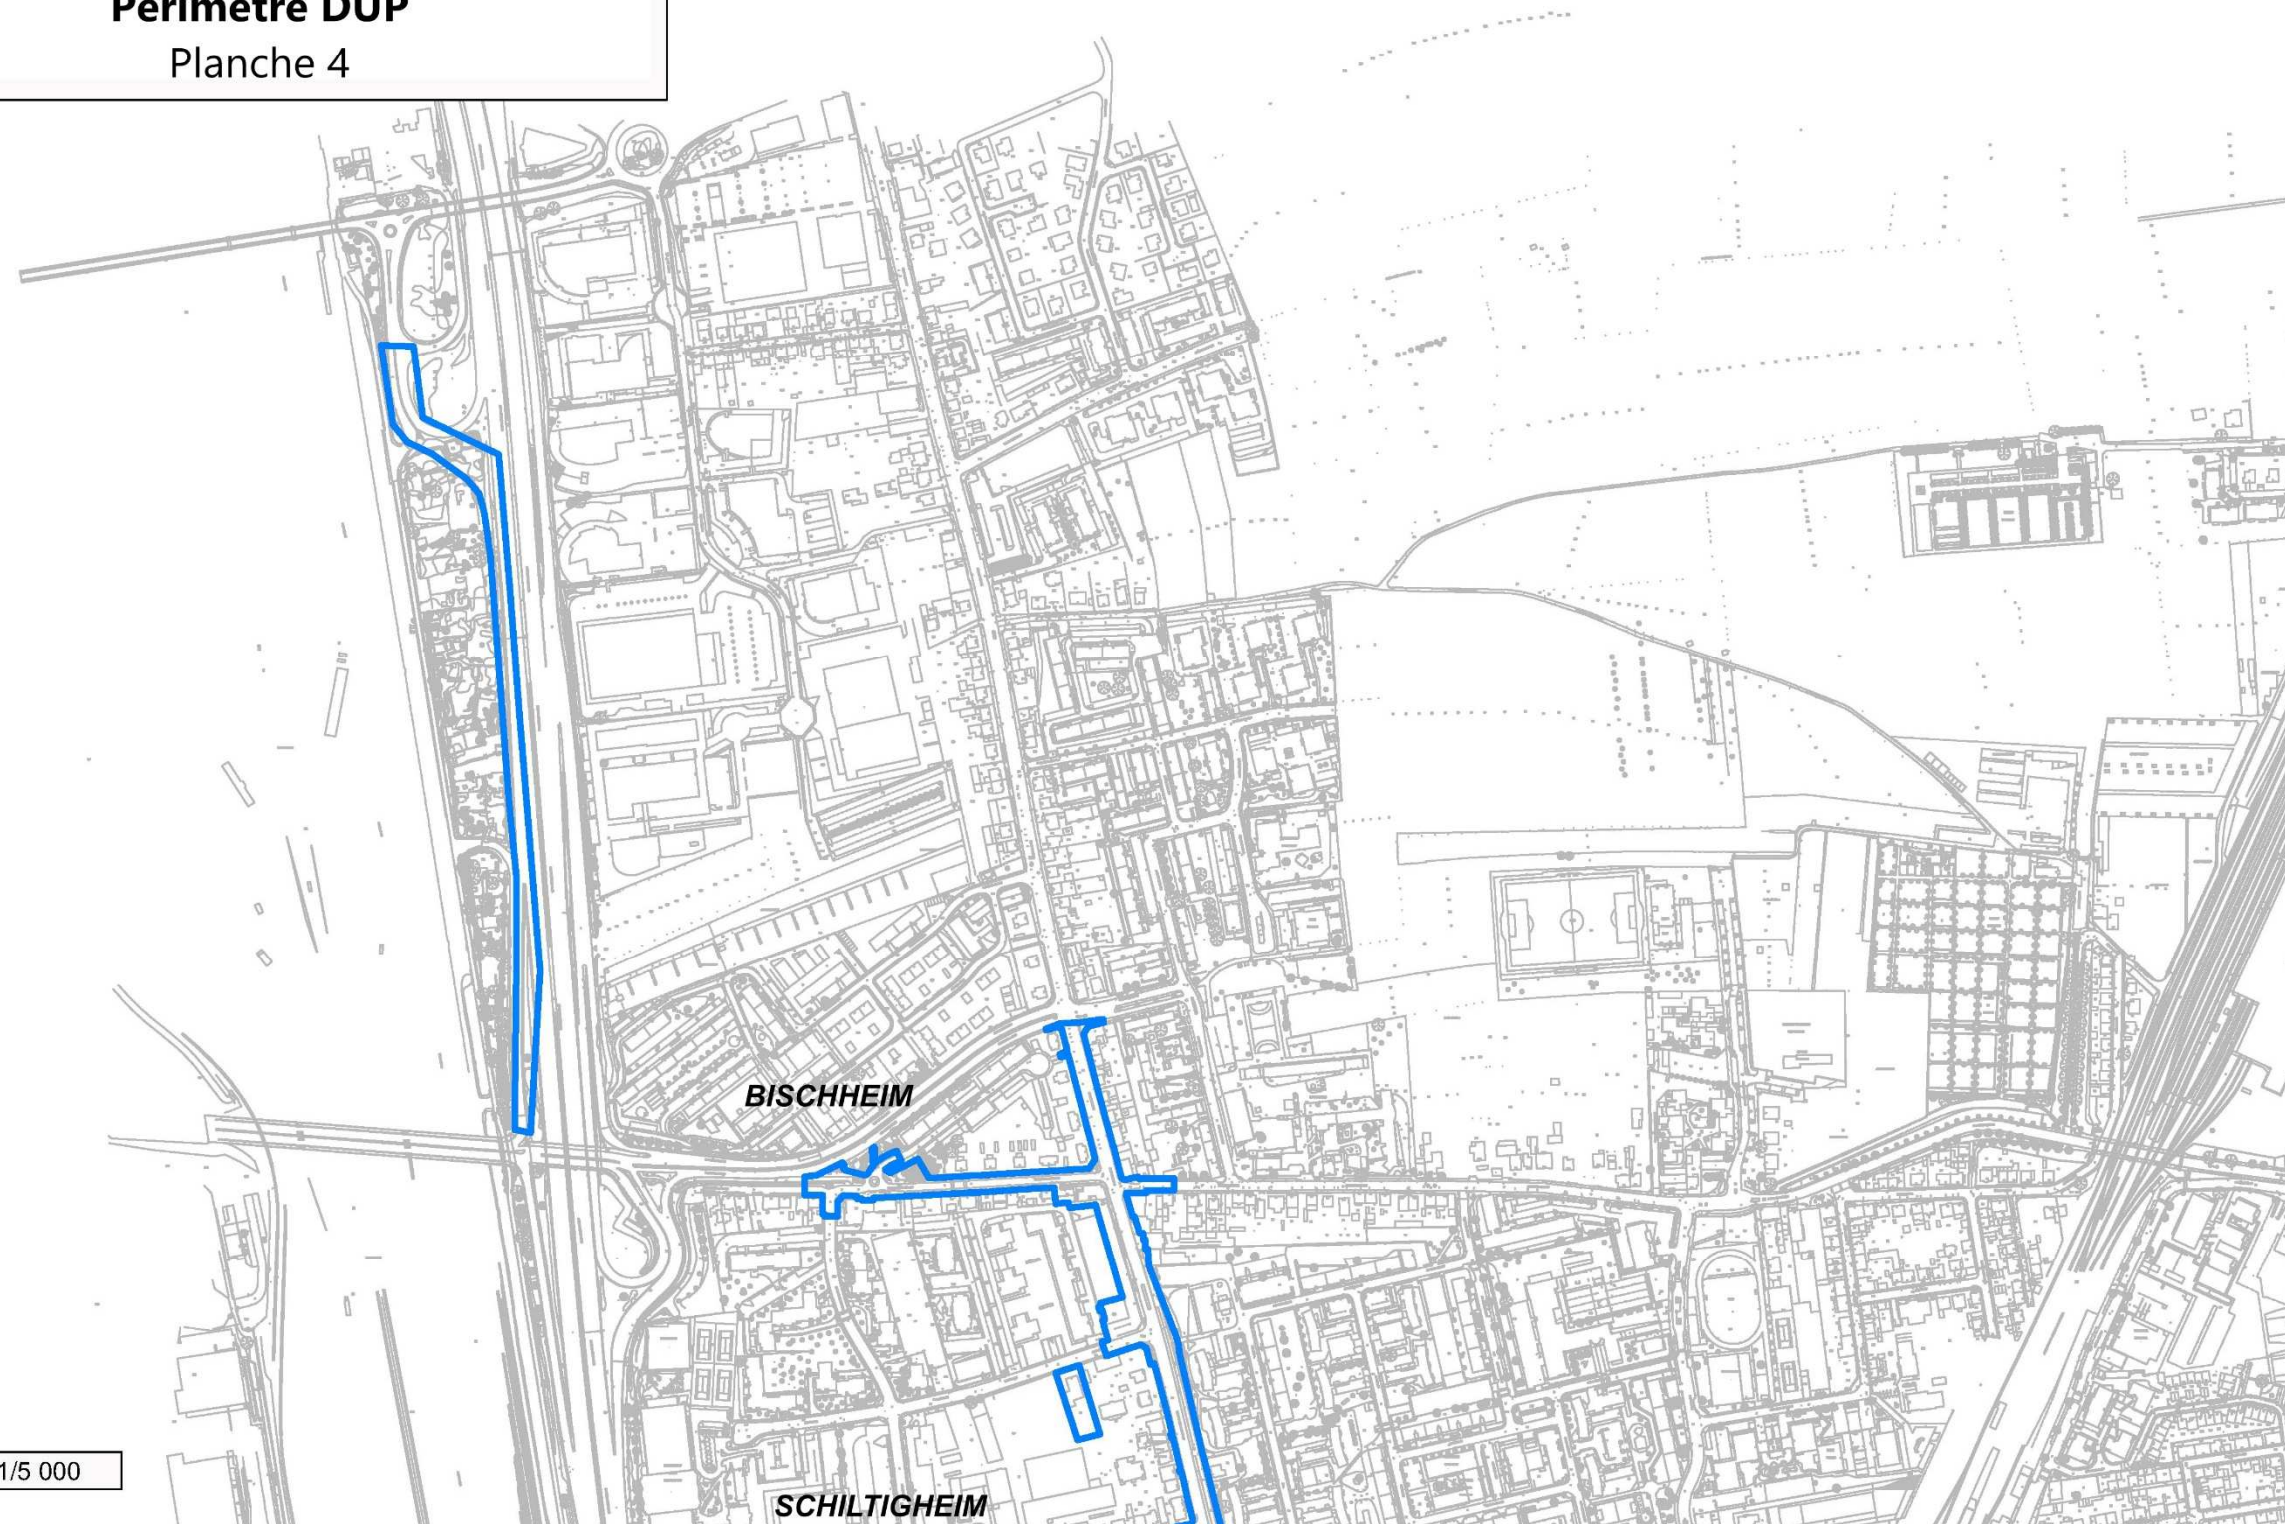 Périmètre DUP
Planche 4
BISCHHEIM
1/5 000
SCHILTIGHEIM